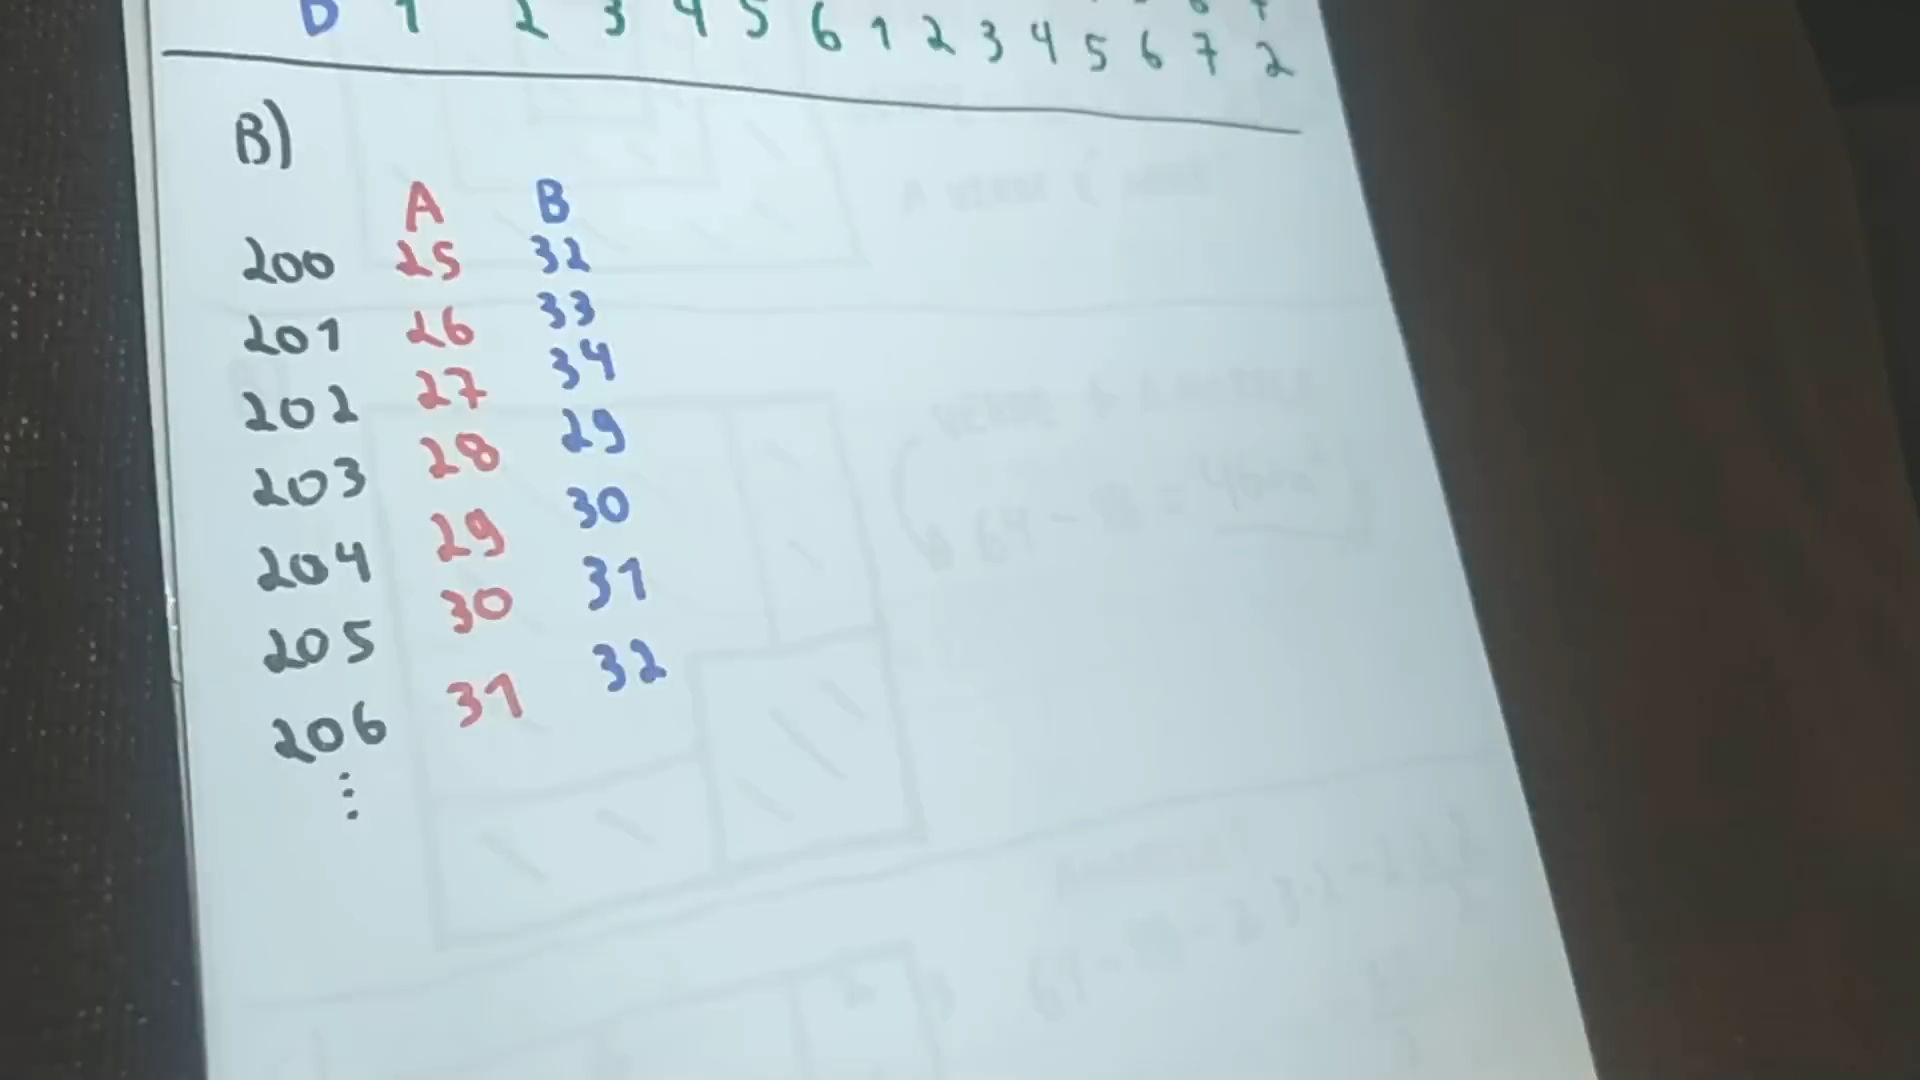 D 1 2 3 4 5 6 1 2 3 4 5 6 7 2
B)
A B
200 25 32
201 26 33
202 27 34
203 28 29
204 29 30
205 30 31
206 31 32
⋮